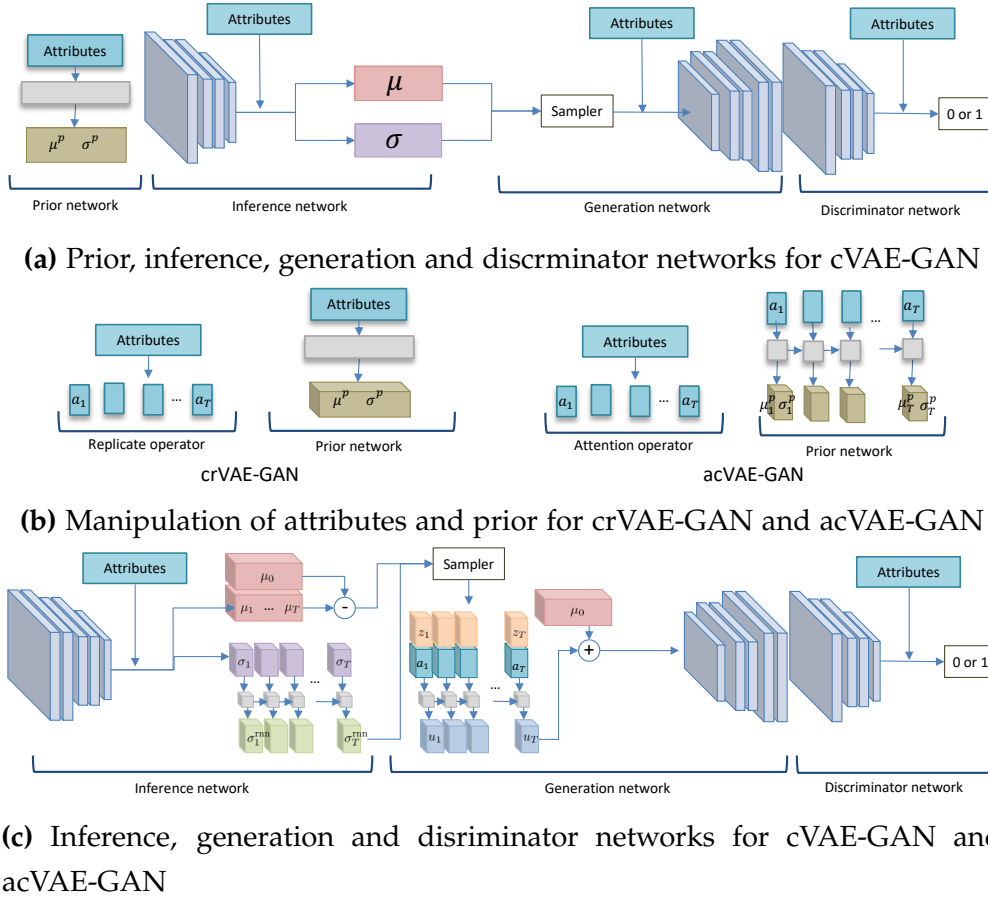 Attributes
μ^p σ^p
Prior network
Attributes
μ
σ
Inference network
Sampler
Attributes
Generation network
Attributes
0 or 1
Discriminator network
(a) Prior, inference, generation and discrminator networks for cVAE-GAN
Attributes
a_1 ... a_T
Replicate operator
Attributes
μ^p σ^p
Prior network
crVAE-GAN
Attributes
a_1 ... a_T
Attention operator
a_1 ... a_T
μ_1^p σ_1^p μ_T^p σ_T^p
Prior network
acVAE-GAN
(b) Manipulation of attributes and prior for crVAE-GAN and acVAE-GAN
Attributes
μ_0
μ_1 ... μ_T
-
σ_1 ... σ_T
σ_1^rnn σ_T^rnn
Inference network
Sampler
z_1 z_T
a_1 a_T
...
u_1 u_T
μ_0
+
Generation network
Attributes
0 or 1
Discriminator network
(c) Inference, generation and disriminator networks for cVAE-GAN and
acVAE-GAN